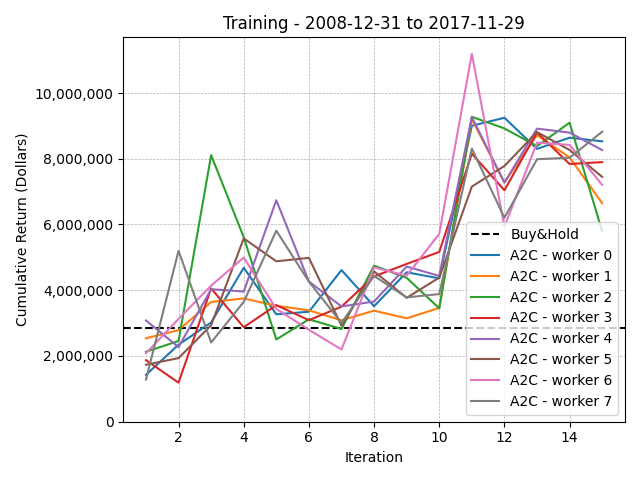 Training - 2008-12-31 to 2017-11-29
Cumulative Return (Dollars)
10,000,000
8,000,000
6,000,000
4,000,000
2,000,000
0
Buy&Hold
A2C - worker 0
A2C - worker 1
A2C - worker 2
A2C - worker 3
A2C - worker 4
A2C - worker 5
A2C - worker 6
A2C - worker 7
2 4 6 8 10 12 14
Iteration